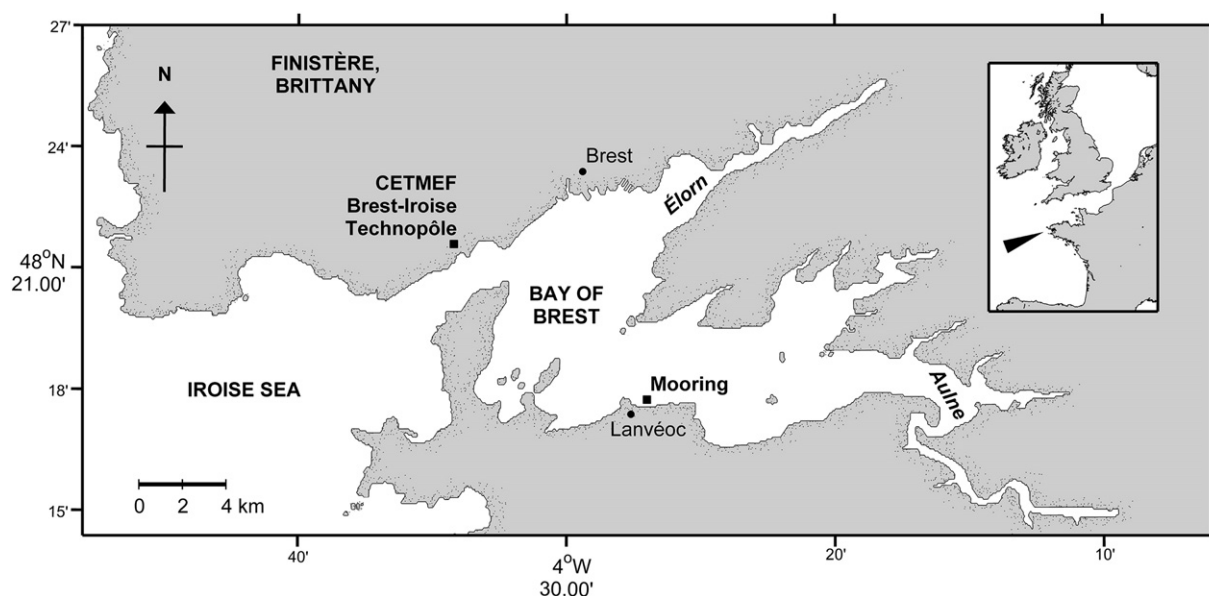 27'
FINISTÈRE,
BRITTANY
N
24'
Brest
CETMEF
Brest-Iroise
Technopôle
Élorn
48°N
21.00'
BAY OF
BREST
IROISE SEA
18'
Mooring
Aulne
Lanvéoc
0 2 4 km
15'
40'
4°W
30.00'
20'
10'